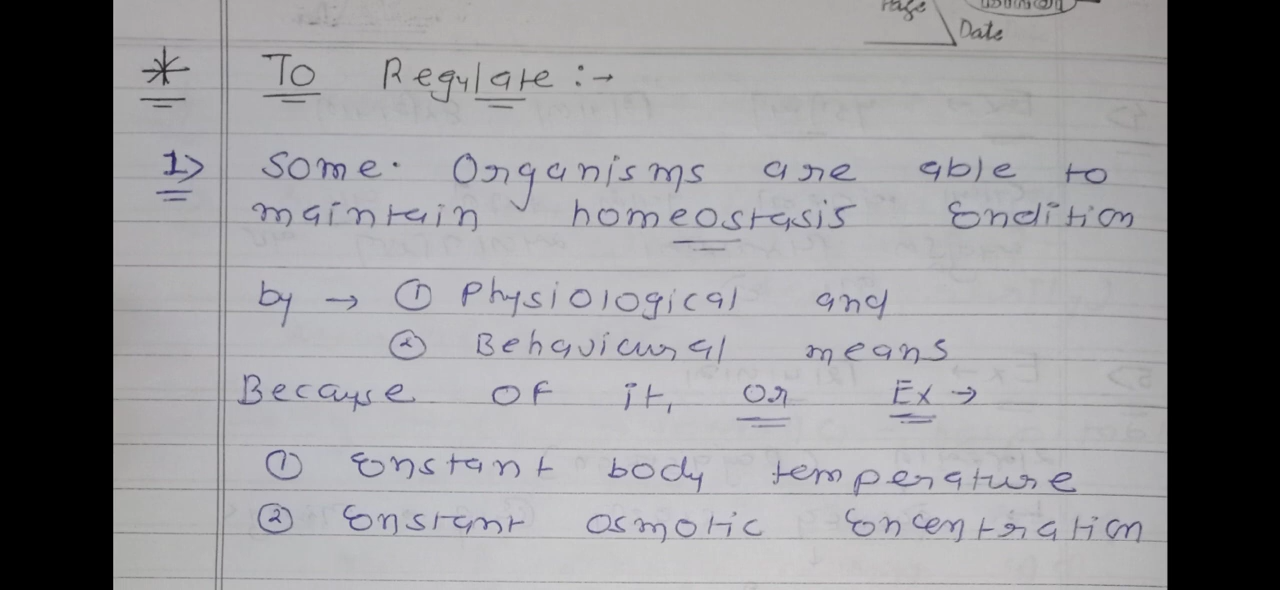 Page
Date
* To Regulate :→
1> Some. Organisms are able to
maintain homeostasis Condition
by → ① Physiological and
② Behavioural means
Because of it, or Ex →
① Constant body temperature
② Constant osmotic Concentration